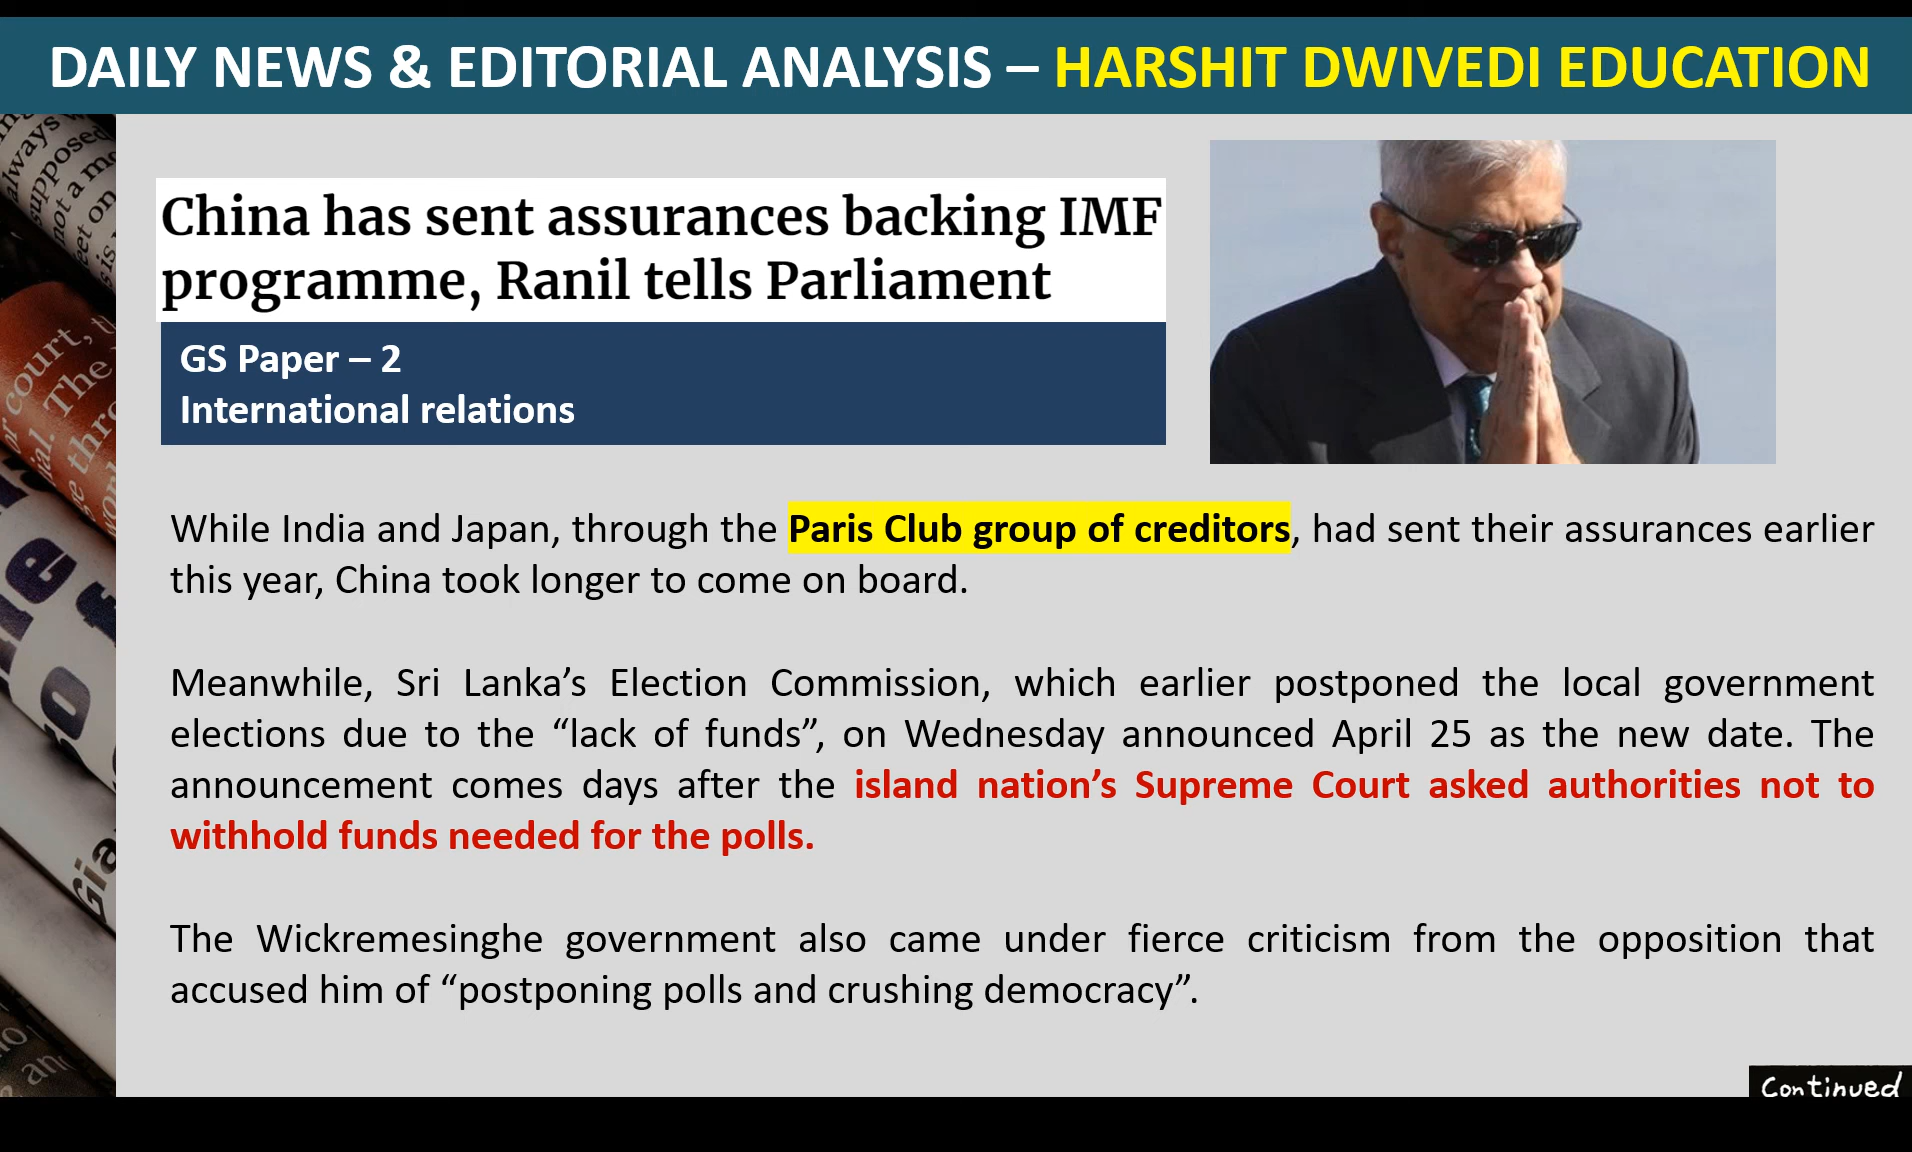 DAILY NEWS & EDITORIAL ANALYSIS – HARSHIT DWIVEDI EDUCATION
always
supposed
not a
court,
The
China has sent assurances backing IMF
programme, Ranil tells Parliament
GS Paper – 2
International relations
While India and Japan, through the Paris Club group of creditors, had sent their assurances earlier
this year, China took longer to come on board.
Meanwhile, Sri Lanka’s Election Commission, which earlier postponed the local government
elections due to the “lack of funds”, on Wednesday announced April 25 as the new date. The
announcement comes days after the island nation’s Supreme Court asked authorities not to
withhold funds needed for the polls.
The Wickremesinghe government also came under fierce criticism from the opposition that
accused him of “postponing polls and crushing democracy”.
Continued